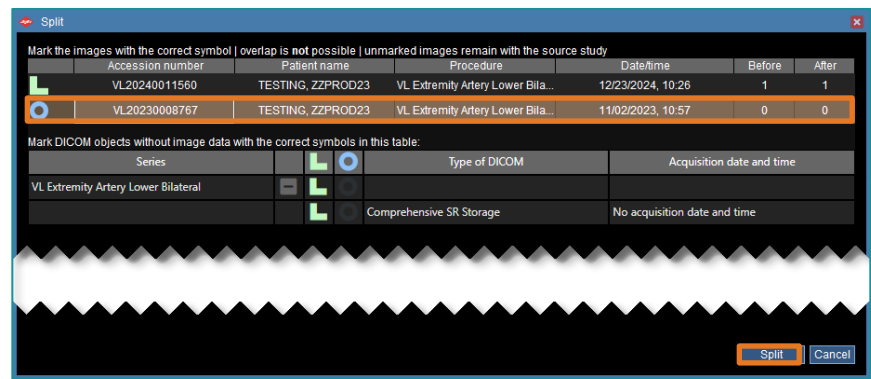 Split
Mark the images with the correct symbol | overlap is not possible | unmarked images remain with the source study
Accession number Patient name Procedure Date/time Before After
VL20240011560 TESTING, ZZPROD23 VL Extremity Artery Lower Bila... 12/23/2024, 10:26 1 1
VL20230008767 TESTING, ZZPROD23 VL Extremity Artery Lower Bila... 11/02/2023, 10:57 0 0
Mark DICOM objects without image data with the correct symbols in this table:
Series Type of DICOM Acquisition date and time
VL Extremity Artery Lower Bilateral
Comprehensive SR Storage No acquisition date and time
Split Cancel